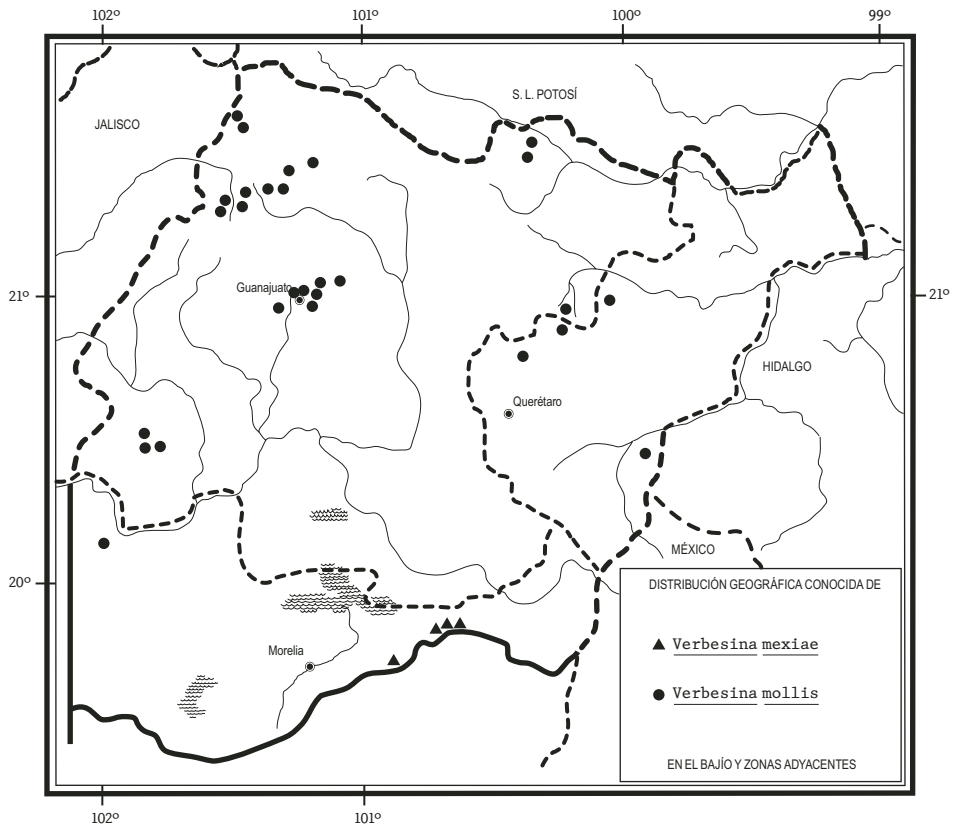 102º 101º 100º 99º
S. L. POTOSÍ
JALISCO
Guanajuato
21º 21º
HIDALGO
Querétaro
MÉXICO
20º
DISTRIBUCIÓN GEOGRÁFICA CONOCIDA DE
Verbesina mexiae
Morelia
Verbesina mollis
EN EL BAJÍO Y ZONAS ADYACENTES
102º 101º